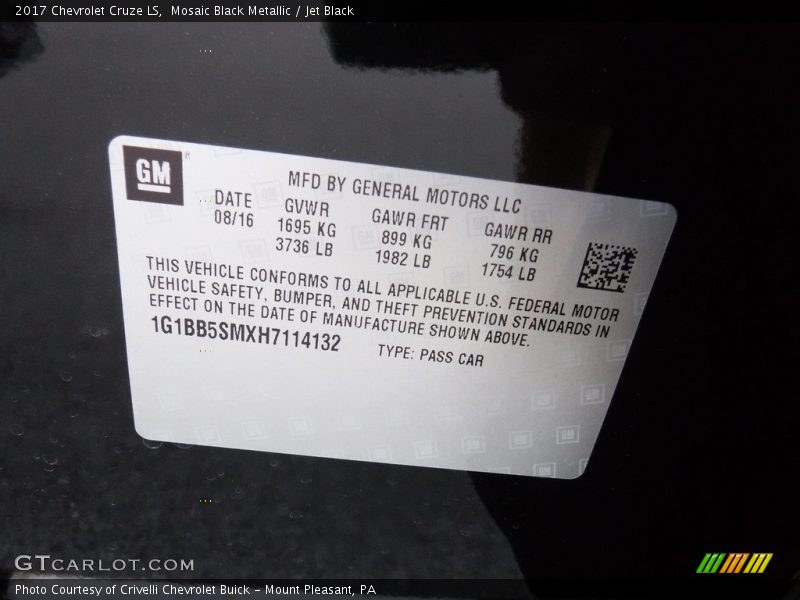 2017 Chevrolet Cruze LS,  Mosaic Black Metallic / Jet Black
GM
MFD BY GENERAL MOTORS LLC
DATE GVWR GAWR FRT GAWR RR
08/16 1695 KG 899 KG 796 KG
3736 LB 1982 LB 1754 LB
THIS VEHICLE CONFORMS TO ALL APPLICABLE U.S. FEDERAL MOTOR
VEHICLE SAFETY, BUMPER, AND THEFT PREVENTION STANDARDS IN
EFFECT ON THE DATE OF MANUFACTURE SHOWN ABOVE.
1G1BB5SMXH7114132 TYPE: PASS CAR
GTCARLOT.COM
Photo Courtesy of Crivelli Chevrolet Buick - Mount Pleasant, PA